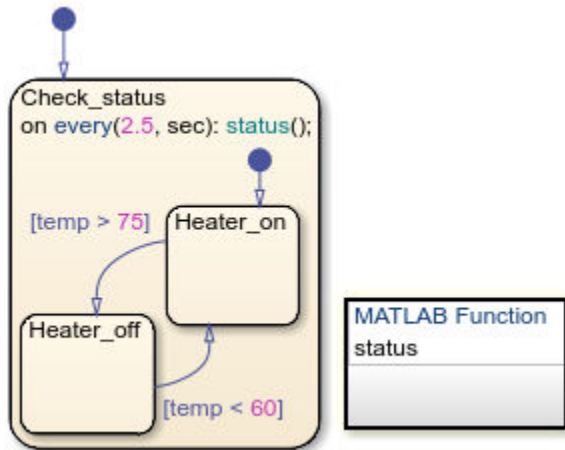 Check_status
on every(2.5, sec): status();
[temp > 75]
Heater_on
Heater_off
[temp < 60]
MATLAB Function
status